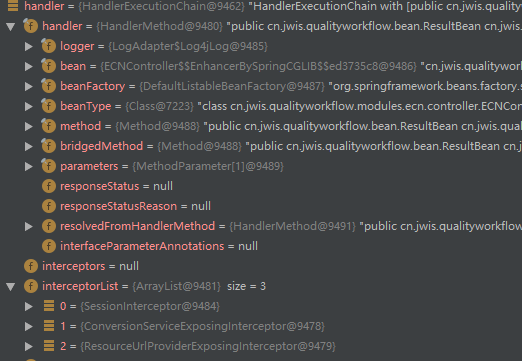 handler = {HandlerExecutionChain@9462} "HandlerExecutionChain with [public cn.jwis.quality
f handler = {HandlerMethod@9480} "public cn.jwis.qualityworkflow.bean.ResultBean cn.jwis.
f logger = {LogAdapter$Log4jLog@9485}
f bean = {ECNController$$EnhancerBySpringCGLIB$$ed3735c8@9486} "cn.jwis.qu
f beanFactory = {DefaultListableBeanFactory@9487} "org.springframework.beans.factory.s
f beanType = {Class@7223} "class cn.jwis.qualityworkflow.modules.ecn.controller.ECNCont
f method = {Method@9488} "public cn.jwis.qualityworkflow.bean.ResultBean cn.jwis.q
f bridgedMethod = {Method@9488} "public cn.jwis.qualityworkflow.bean.ResultBean cn
f parameters = {MethodParameter[1]@9489}
f responseStatus = null
f responseStatusReason = null
f resolvedFromHandlerMethod = {HandlerMethod@9491} "public cn.jwis.qualityworkf
f interfaceParameterAnnotations = null
f interceptors = null
f interceptorList = {ArrayList@9481} size = 3
0 = {SessionInterceptor@9484}
1 = {ConversionServiceExposingInterceptor@9478}
2 = {ResourceUrlProviderExposingInterceptor@9479}